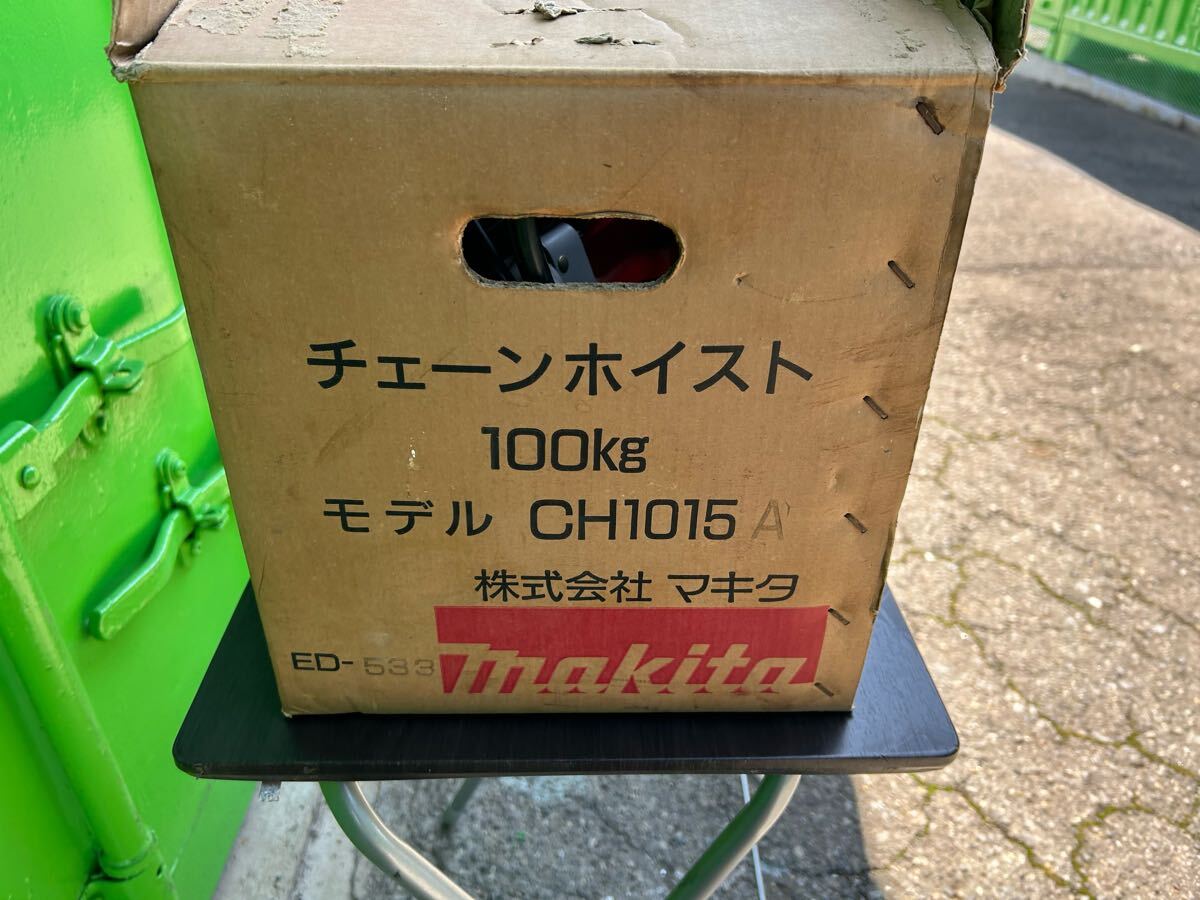 チェーンホイスト
100kg
モデル CH1015 A
株式会社 マキタ
ED-533
makita